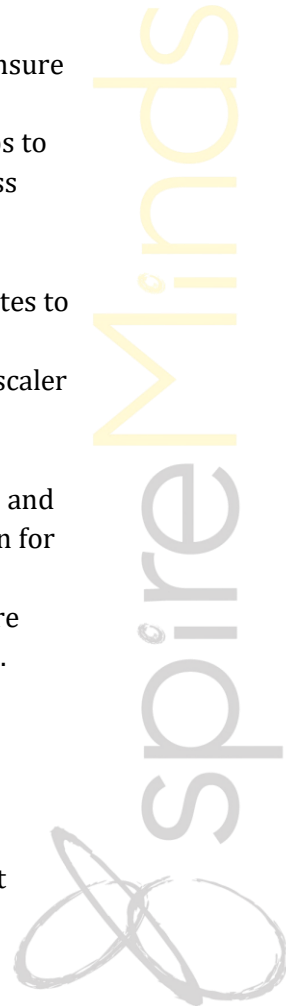 nsure
s to
ss
tes to
scaler
and
n for
re
.
t
spireMinds